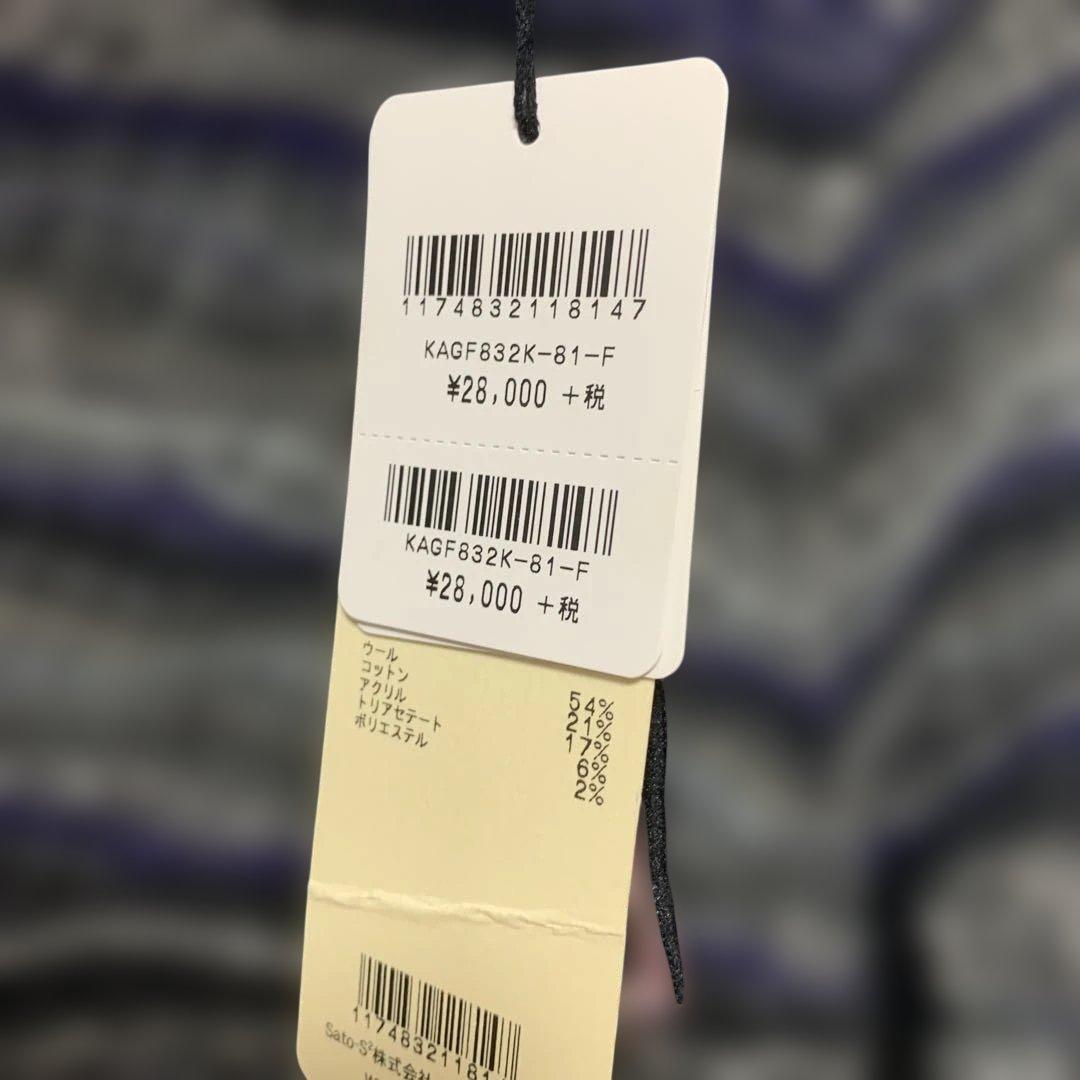 1174832118147
KAGF832K-81-F
¥28,000 +税
KAGF832K-81-F
¥28,000 +税
ウール 54%
コットン 21%
アクリル 17%
トリアセテート 6%
ポリエステル 2%
11748321181
Sato-S²株式会